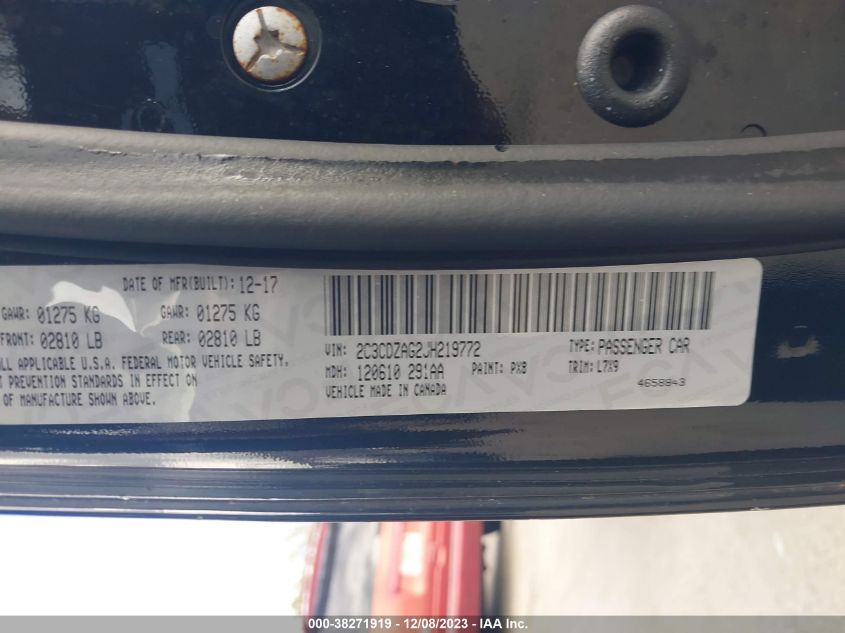 DATE OF MFR(BUILT): 12-17
GAWR: 01275 KG GAWR: 01275 KG
FRONT: 02810 LB REAR: 02810 LB
ALL APPLICABLE U.S.A. FEDERAL MOTOR VEHICLE SAFETY,
PREVENTION STANDARDS IN EFFECT
OF MANUFACTURE SHOWN ABOVE.
VIN: 2C3CDZAG2JH219772 TYPE: PASSENGER CAR
MDH: 120610 291AA PAINT: PX8 TRIM: L7X9
VEHICLE MADE IN CANADA 4658843
000-38271919 - 12/08/2023 - IAA Inc.